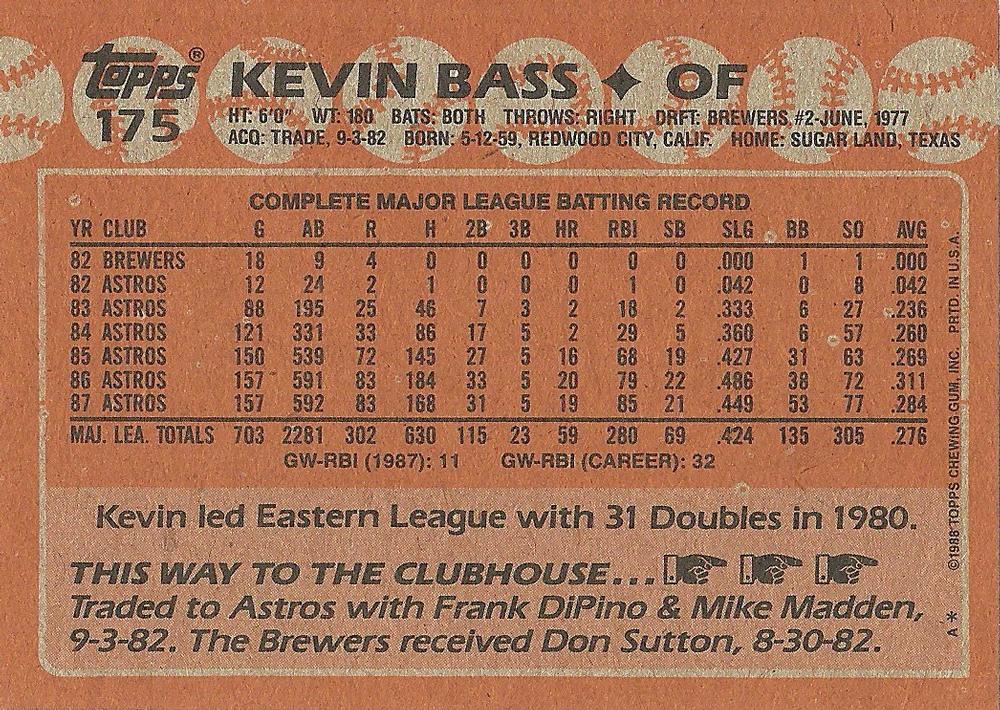 Topps®
175
KEVIN BASS ✦ OF
HT: 6'0" WT: 180 BATS: BOTH THROWS: RIGHT DRFT: BREWERS #2-JUNE, 1977
ACQ: TRADE, 9-3-82 BORN: 5-12-59, REDWOOD CITY, CALIF. HOME: SUGAR LAND, TEXAS
COMPLETE MAJOR LEAGUE BATTING RECORD
YR CLUB G AB R H 2B 3B HR RBI SB SLG BB SO AVG
82 BREWERS 18 9 4 0 0 0 0 0 0 .000 1 1 .000
82 ASTROS 12 24 2 1 0 0 0 1 0 .042 0 8 .042
83 ASTROS 88 195 25 46 7 3 2 18 2 .333 6 27 .236
84 ASTROS 121 331 33 86 17 5 2 29 5 .360 6 57 .260
85 ASTROS 150 539 72 145 27 5 16 68 19 .427 31 63 .269
86 ASTROS 157 591 83 184 33 5 20 79 22 .486 38 72 .311
87 ASTROS 157 592 83 168 31 5 19 85 21 .449 53 77 .284
MAJ. LEA. TOTALS 703 2281 302 630 115 23 59 280 69 .424 135 305 .276
GW-RBI (1987): 11 GW-RBI (CAREER): 32
Kevin led Eastern League with 31 Doubles in 1980.
THIS WAY TO THE CLUBHOUSE...
Traded to Astros with Frank DiPino & Mike Madden,
9-3-82. The Brewers received Don Sutton, 8-30-82.
A* ©1988 TOPPS CHEWING GUM, INC. PRTD. IN U.S.A.